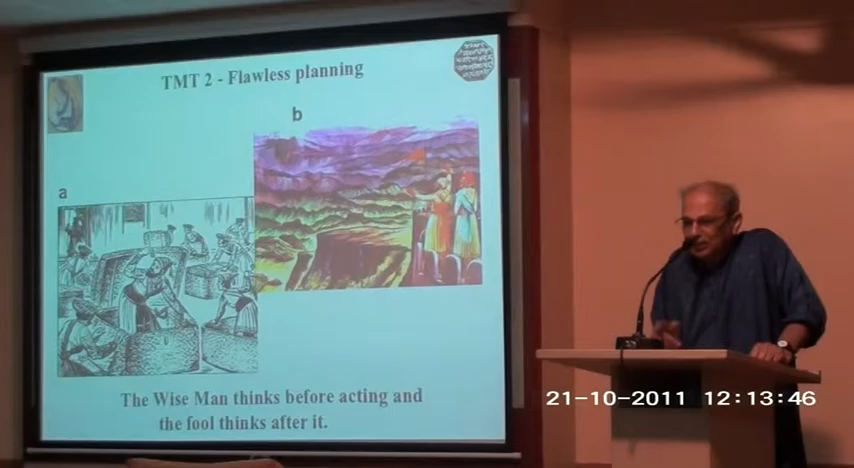 TMT 2 - Flawless planning
b
a
The Wise Man thinks before acting and
the fool thinks after it.
21-10-2011 12:13:46